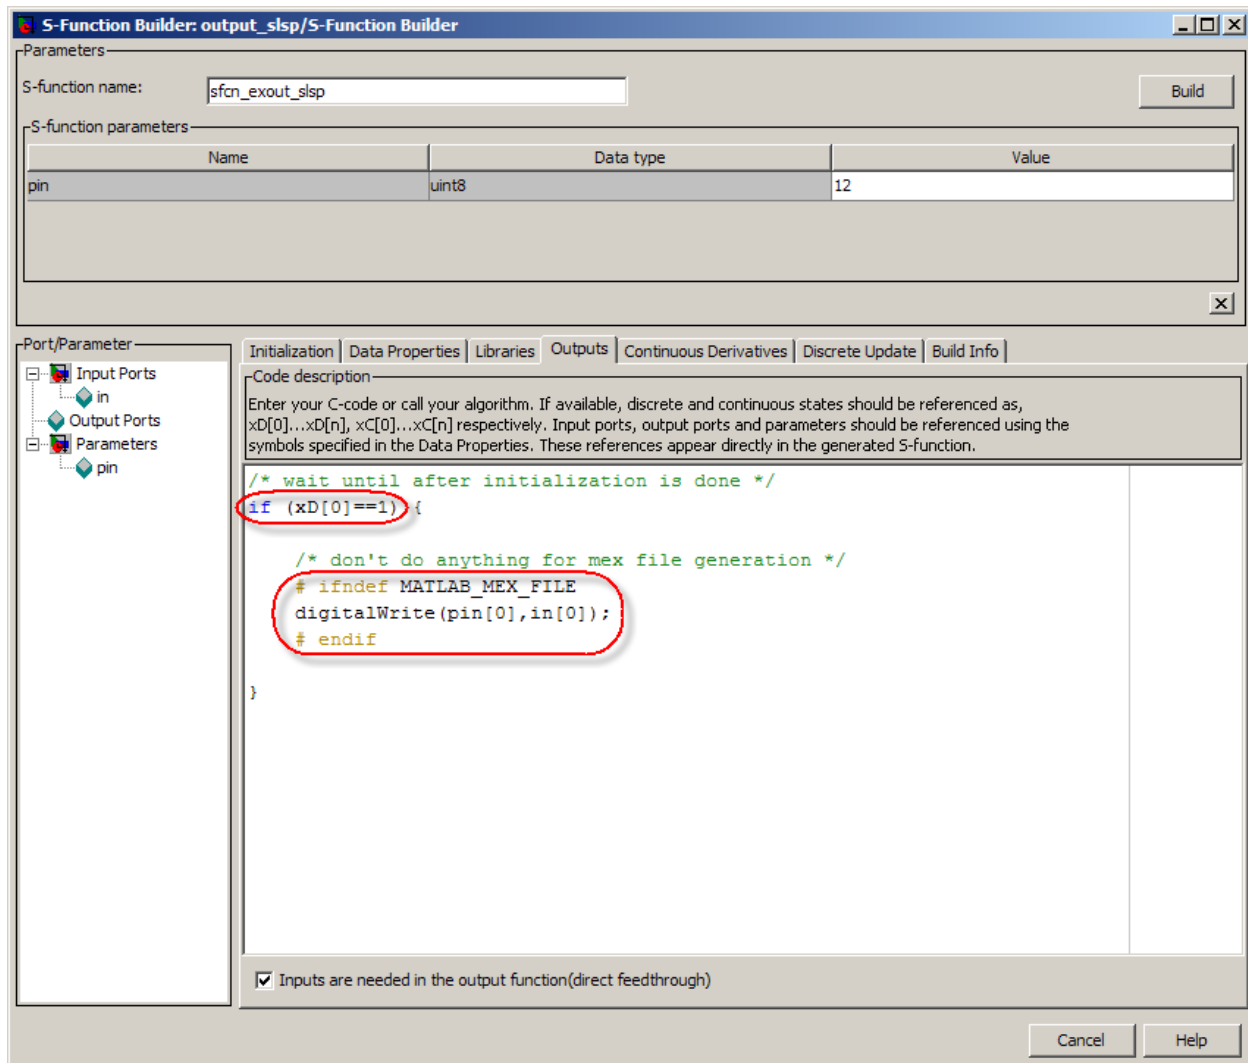 S-Function Builder: output_slsp/S-Function Builder
Parameters
S-function name: sfcn_exout_slsp Build
S-function parameters
Name Data type Value
pin uint8 12
Port/Parameter
Input Ports
in
Output Ports
Parameters
pin
Initialization Data Properties Libraries Outputs Continuous Derivatives Discrete Update Build Info
Code description
Enter your C-code or call your algorithm. If available, discrete and continuous states should be referenced as,
xD[0]...xD[n], xC[0]...xC[n] respectively. Input ports, output ports and parameters should be referenced using the
symbols specified in the Data Properties. These references appear directly in the generated S-function.
/* wait until after initialization is done */
if (xD[0]==1) {
/* don't do anything for mex file generation */
# ifndef MATLAB_MEX_FILE
digitalWrite(pin[0],in[0]);
# endif
}
Inputs are needed in the output function(direct feedthrough)
Cancel Help